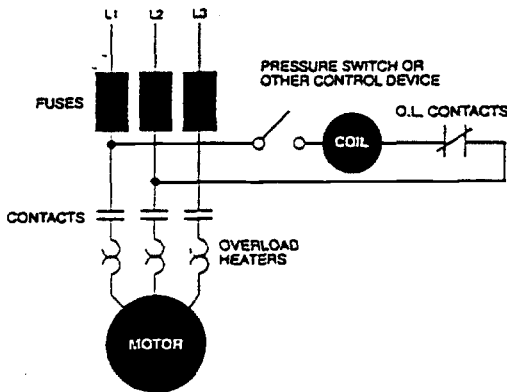 L1 L2 L3
PRESSURE SWITCH OR
OTHER CONTROL DEVICE
FUSES
O.L. CONTACTS
COIL
CONTACTS
OVERLOAD
HEATERS
MOTOR